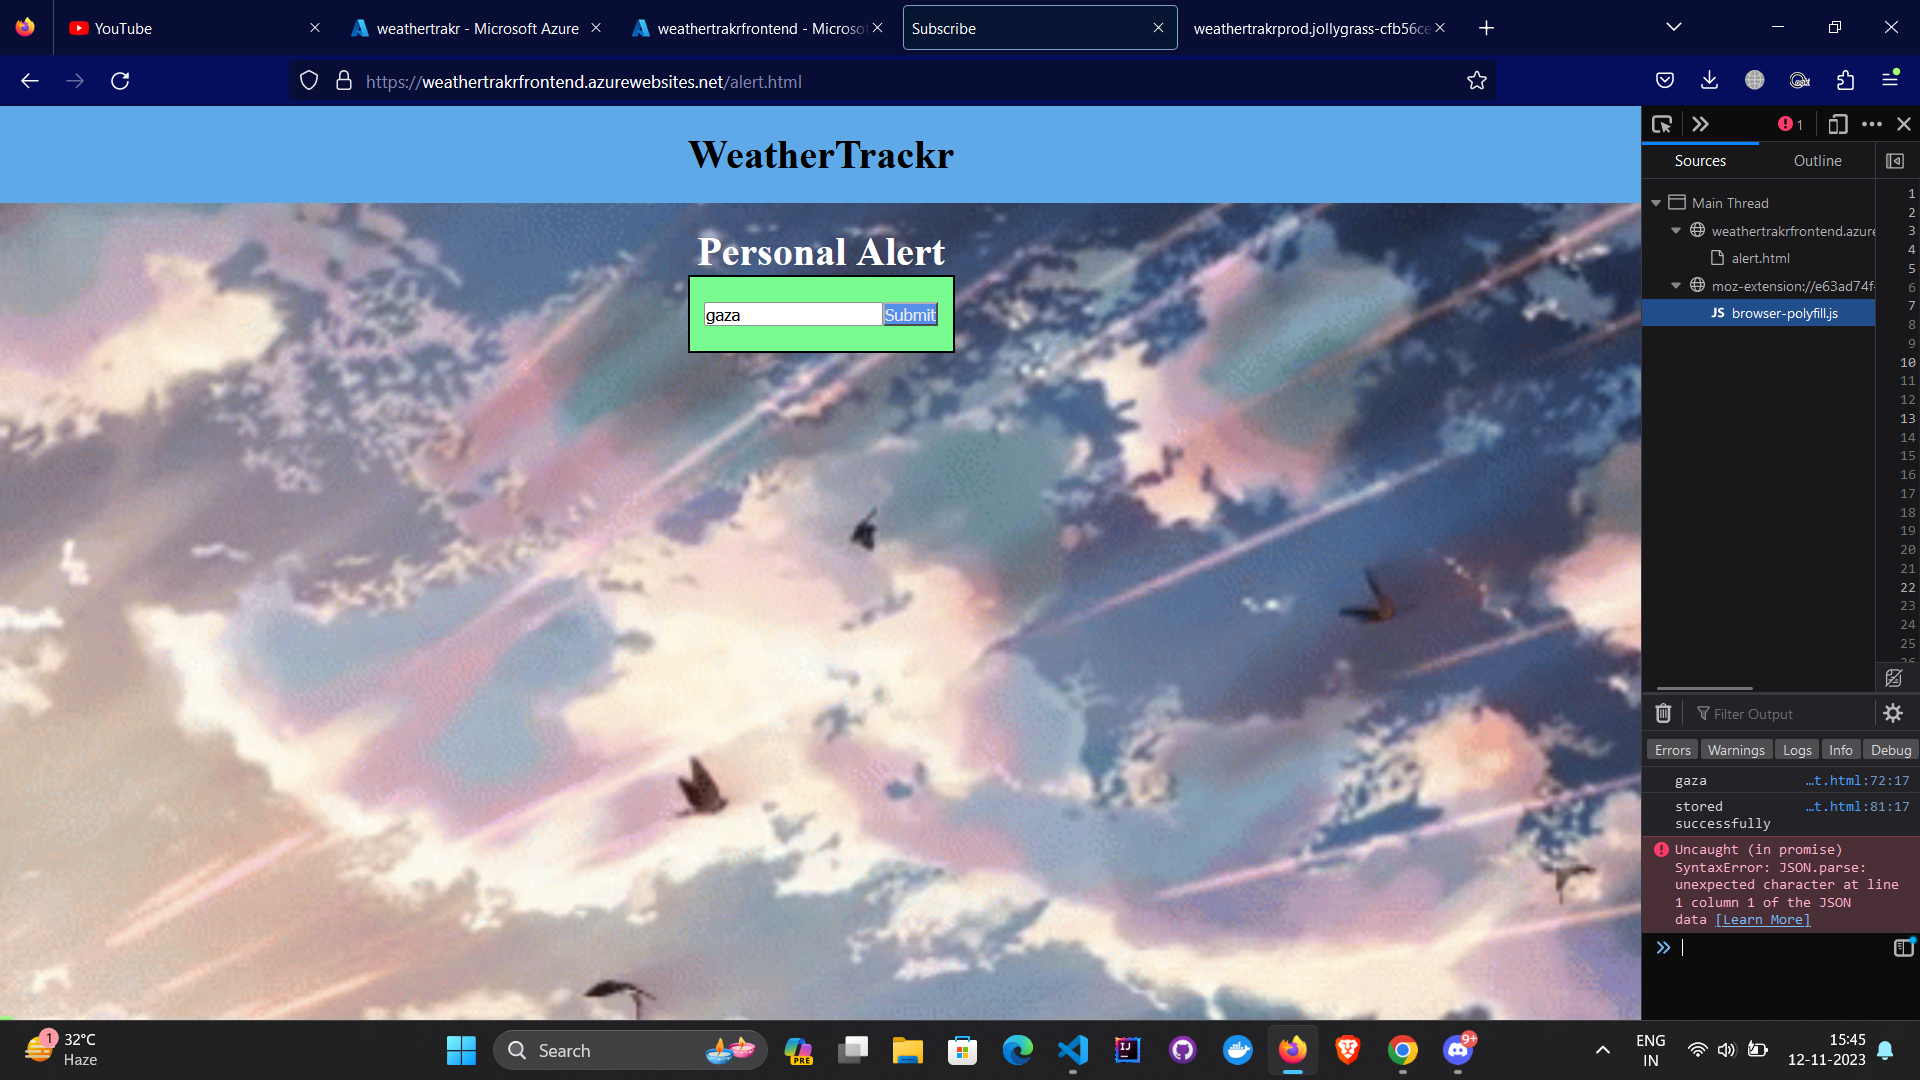 YouTube
weathertrakr - Microsoft Azure
weathertrakrfrontend - Microso
Subscribe
weathertrakrprod.jollygrass-cfb56ce
https://weathertrakrfrontend.azurewebsites.net/alert.html
WeatherTrackr
Personal Alert
gaza
Submit
1
Sources
Outline
Main Thread
weathertrakrfrontend.azure
alert.html
moz-extension://e63ad74f
JS browser-polyfill.js
1
2
3
4
5
6
7
8
9
10
11
12
13
14
15
16
17
18
19
20
21
22
23
24
25
26
Filter Output
Errors
Warnings
Logs
Info
Debug
gaza …t.html:72:17
stored …t.html:81:17
successfully
Uncaught (in promise)
SyntaxError: JSON.parse:
unexpected character at line
1 column 1 of the JSON
data [Learn More]
1
32°C
Haze
Search
PRE
IJ
9+
ENG
IN
15:45
12-11-2023